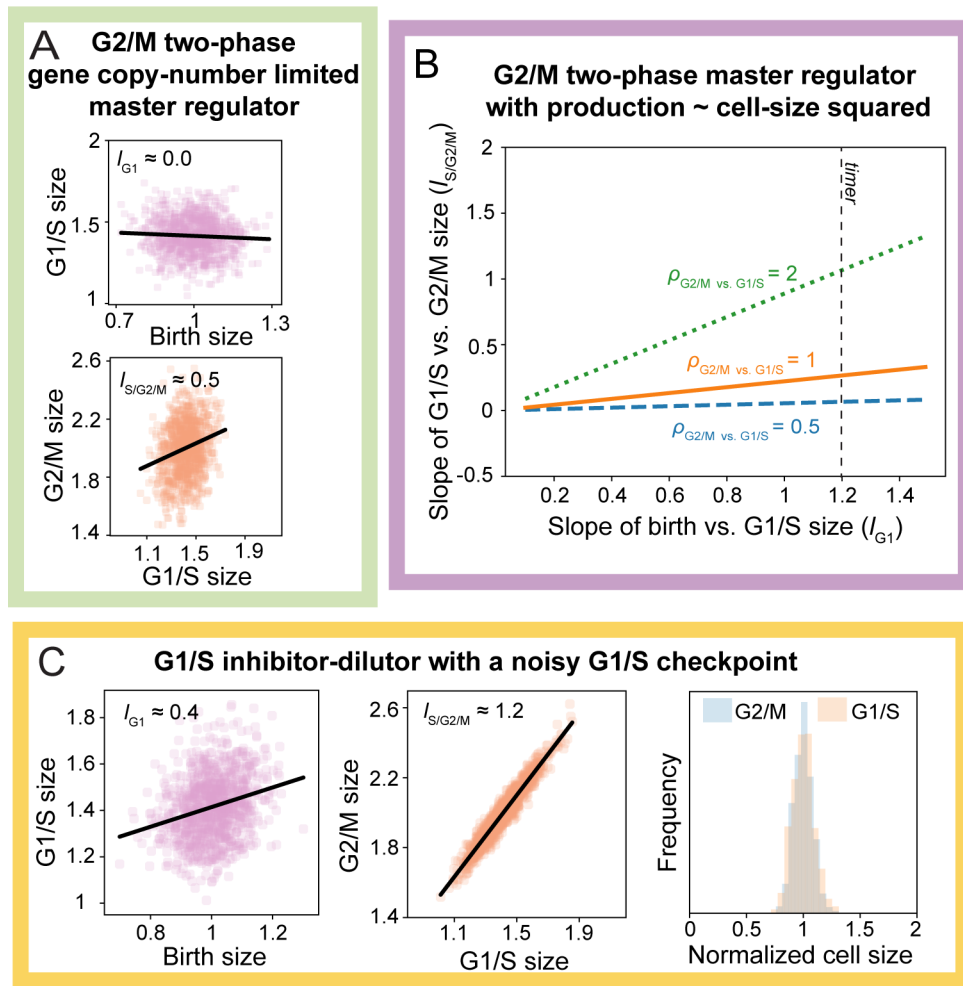 A
G2/M two-phase
gene copy-number limited
master regulator
2
1.5
1
G1/S size
l_G1 ≈ 0.0
0.7
1
1.3
Birth size
2.6
2.2
1.8
1.4
G2/M size
l_S/G2/M ≈ 0.5
1.1
1.5
1.9
G1/S size
B
G2/M two-phase master regulator
with production ~ cell-size squared
Slope of G1/S vs. G2/M size (l_S/G2/M)
2
1.5
1
0.5
0
-0.5
timer
ρ_G2/M vs. G1/S = 2
ρ_G2/M vs. G1/S = 1
ρ_G2/M vs. G1/S = 0.5
0.2
0.4
0.6
0.8
1
1.2
1.4
Slope of birth vs. G1/S size (l_G1)
C
G1/S inhibitor-dilutor with a noisy G1/S checkpoint
G1/S size
1.8
1.6
1.4
1.2
1
l_G1 ≈ 0.4
0.8
1
1.2
Birth size
G2/M size
2.6
2.2
1.8
1.4
l_S/G2/M ≈ 1.2
1.1
1.5
1.9
G1/S size
Frequency
G2/M
G1/S
0
0.5
1
1.5
2
Normalized cell size